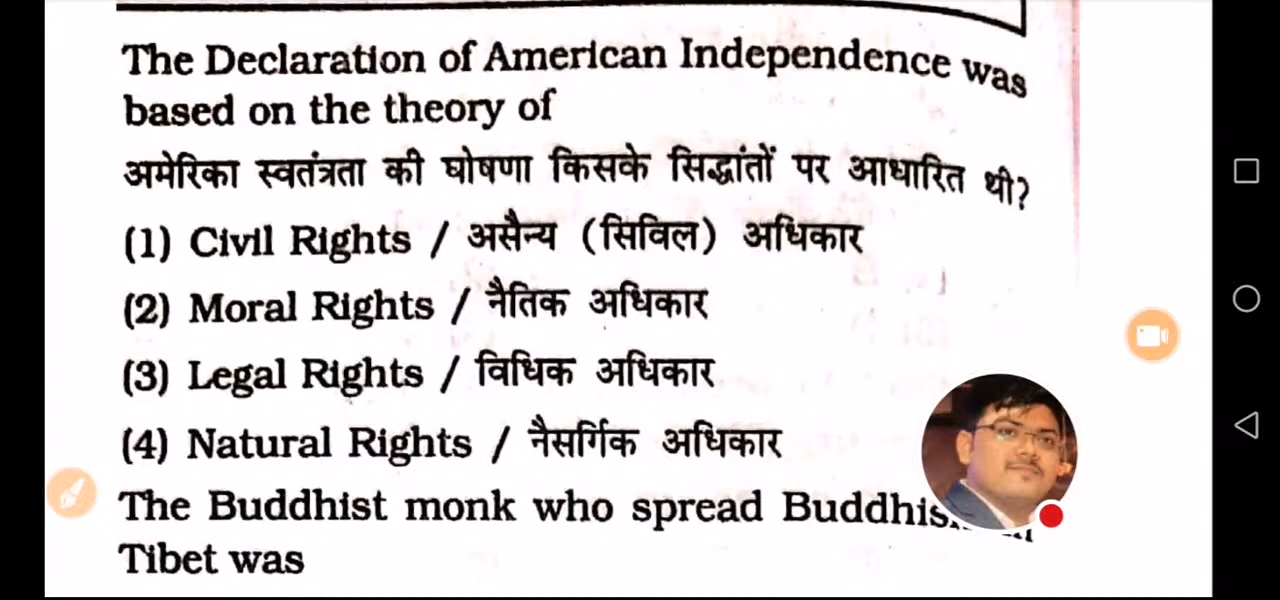 The Declaration of American Independence was
based on the theory of
अमेरिका स्वतंत्रता की घोषणा किसके सिद्धांतों पर आधारित थी?
(1) Civil Rights / असैन्य (सिविल) अधिकार
(2) Moral Rights / नैतिक अधिकार
(3) Legal Rights / विधिक अधिकार
(4) Natural Rights / नैसर्गिक अधिकार
The Buddhist monk who spread
Tibet was